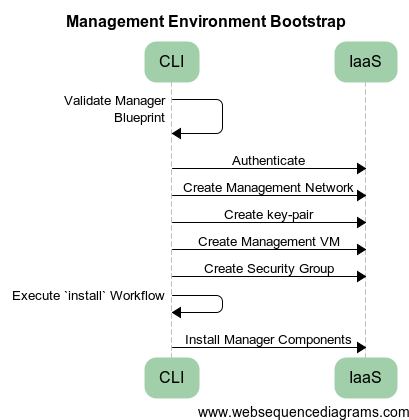 Management Environment Bootstrap
CLI
IaaS
Validate Manager
Blueprint
Authenticate
Create Management Network
Create key-pair
Create Management VM
Create Security Group
Execute `install` Workflow
Install Manager Components
CLI
IaaS
www.websequencediagrams.com